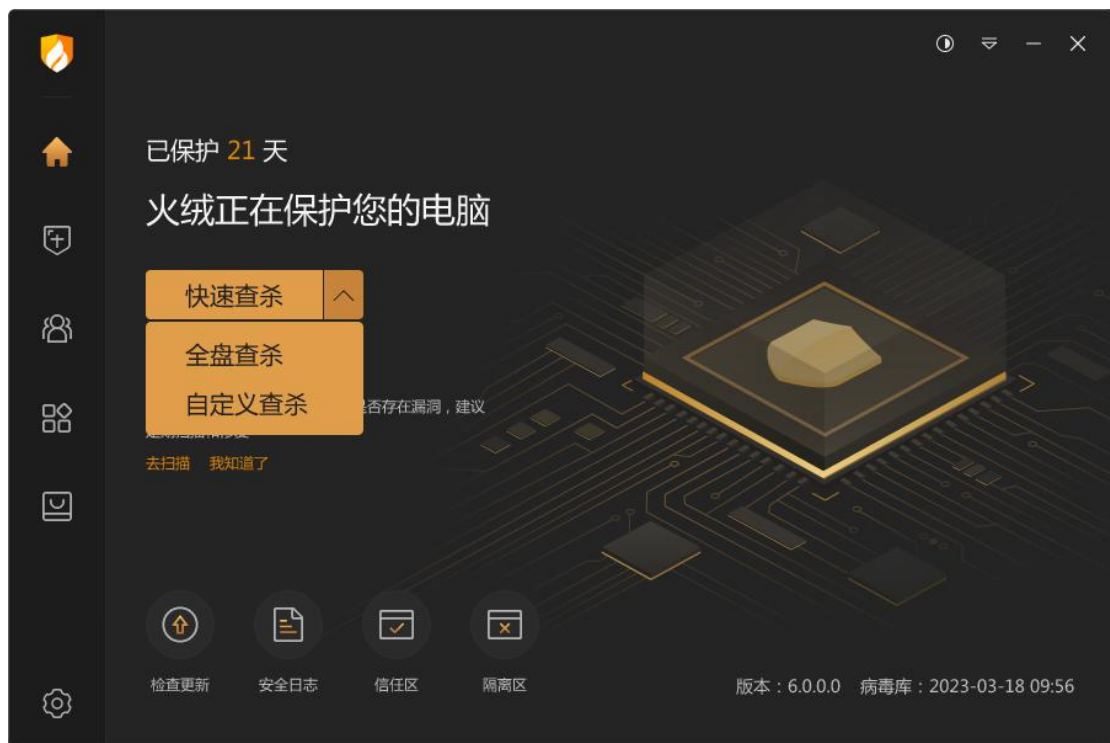 已保护 21 天
火绒正在保护您的电脑
快速查杀
全盘查杀
自定义查杀
否存在漏洞，建议
去扫描 我知道了
检查更新 安全日志 信任区 隔离区
版本：6.0.0.0 病毒库：2023-03-18 09:56